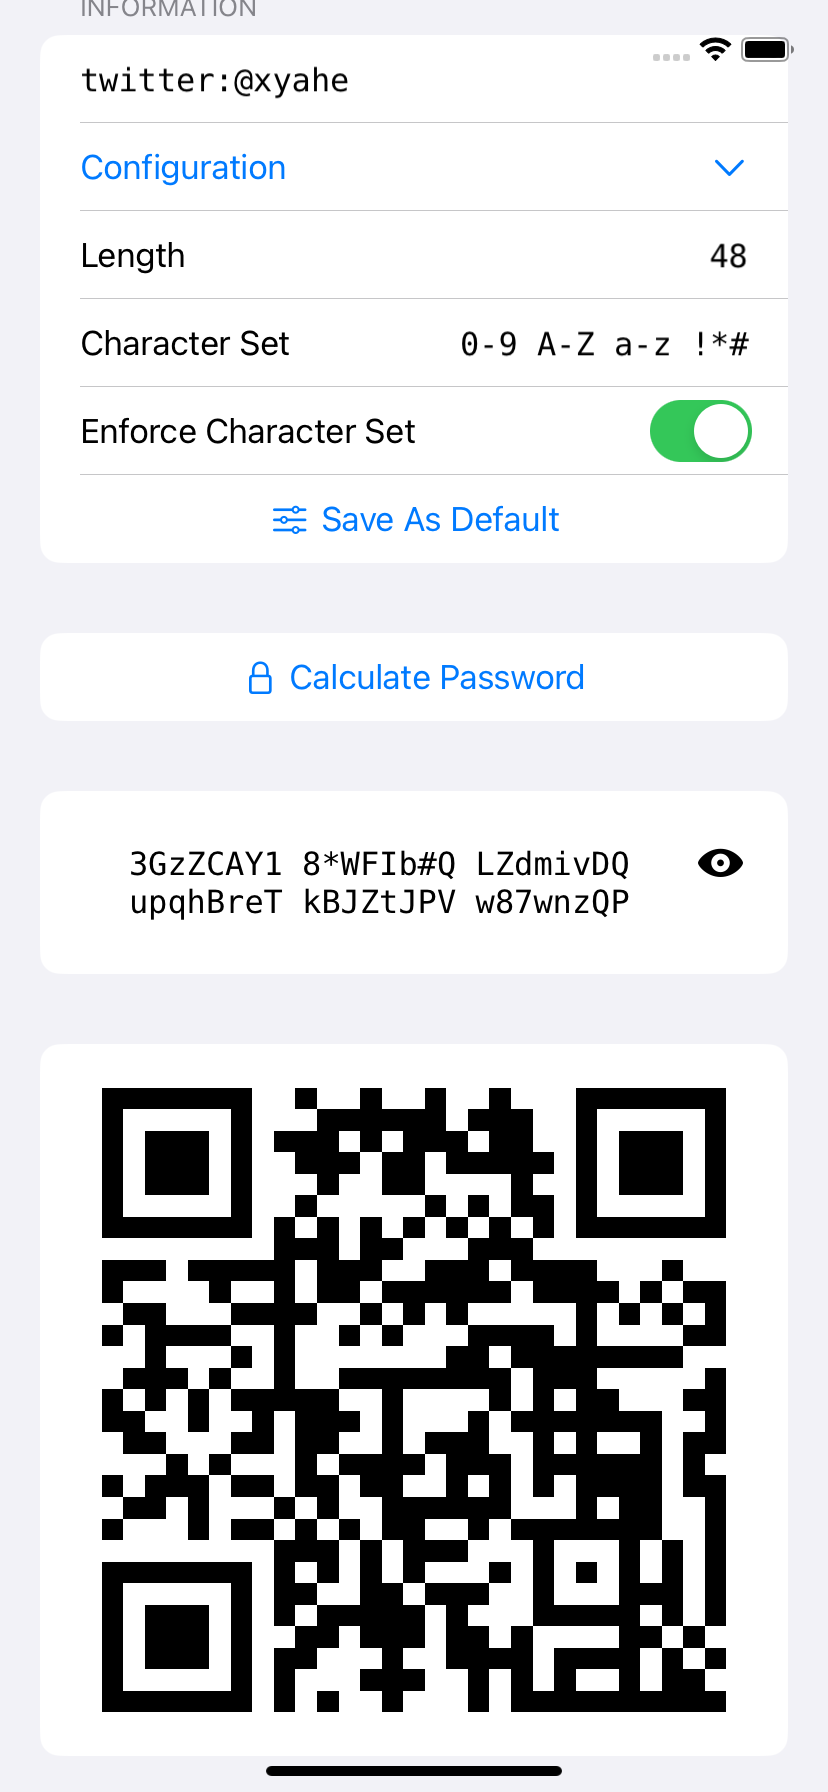 INFORMATION
twitter:@xyahe
Configuration
Length 48
Character Set 0-9 A-Z a-z !*#
Enforce Character Set
Save As Default
Calculate Password
3GzZCAY1 8*WFIb#Q LZdmivDQ
upqhBreT kBJZtJPV w87wnzQP